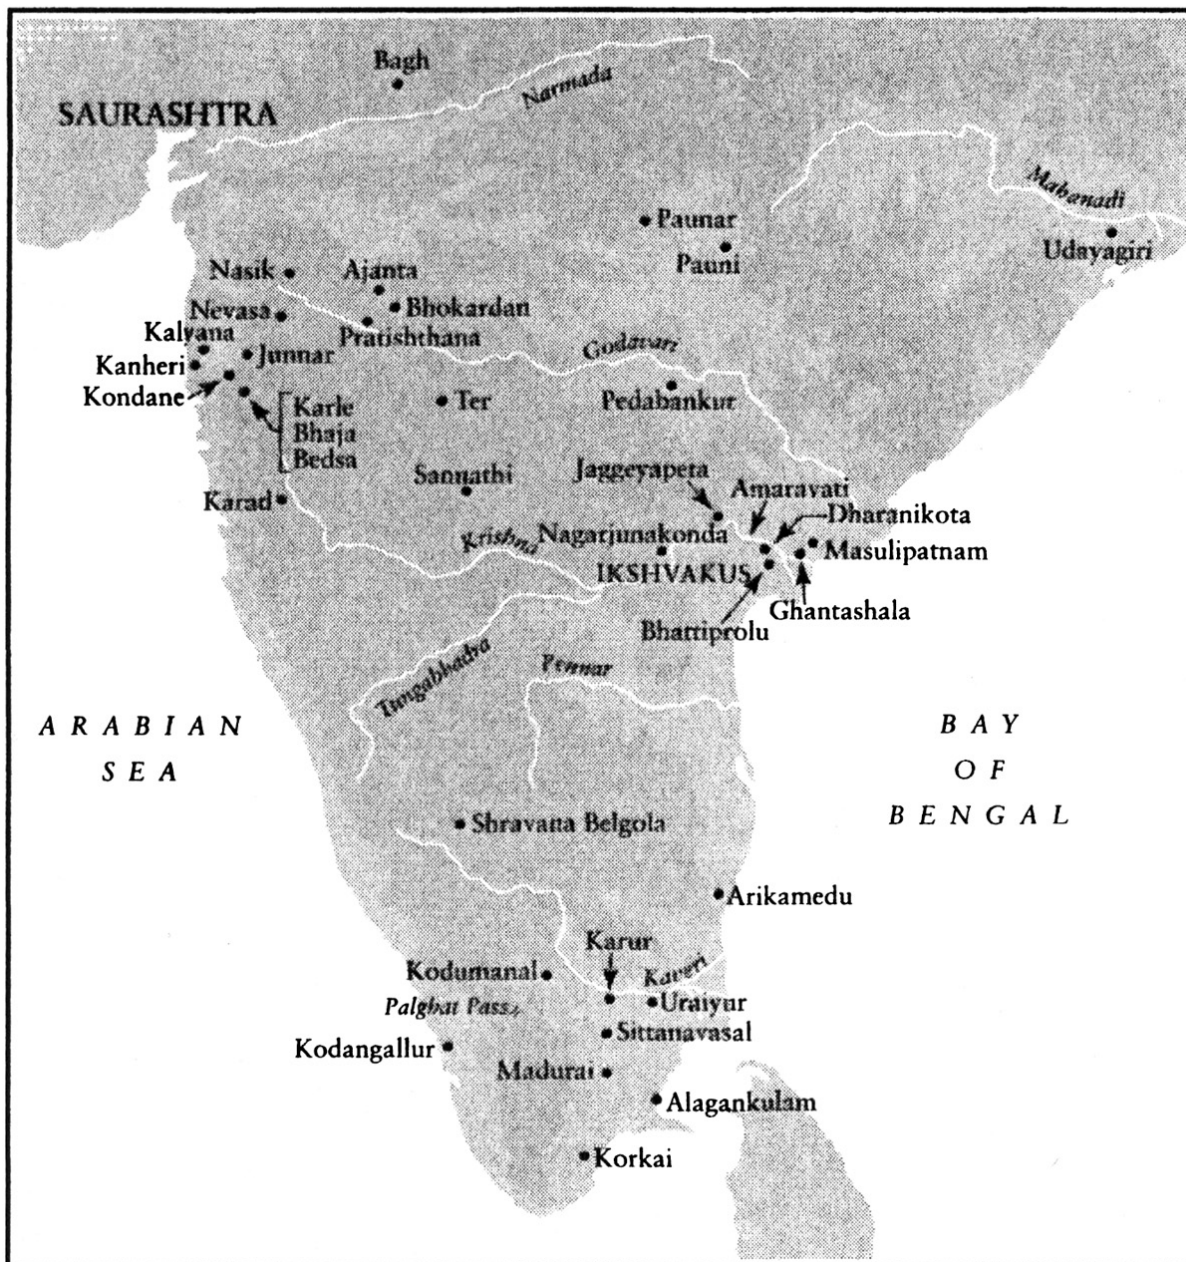 Bagh
Narmada
SAURASHTRA
Mahanadi
Paunar
Udayagiri
Pauni
Nasik
Ajanta
Nevasa
Bhokardan
Kalyana
Pratishthana
Junnar
Godavari
Kanheri
Kondane
Ter
Pedabankur
Karle
Bhaja
Bedsa
Sannathi
Jaggeyapeta
Amaravati
Karad
Dharanikota
Krishna
Nagarjunakonda
Masulipatnam
IKSHVAKUS
Ghantashala
Bhattiprolu
Tungabhadra
Pennar
ARABIAN
SEA
BAY
OF
BENGAL
Shravana Belgola
Arikamedu
Karur
Kodumanal
Kaveri
Palghat Pass
Uraiyur
Sittanavasal
Kodangallur
Madurai
Alagankulam
Korkai